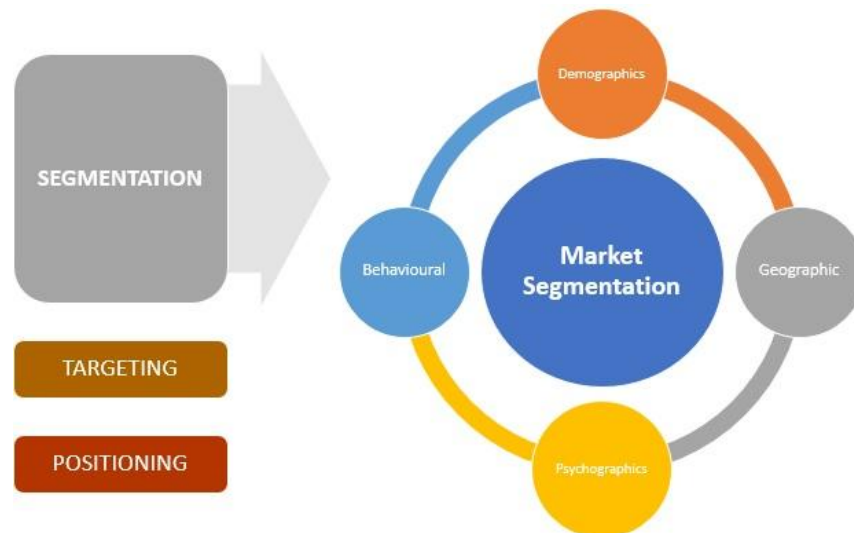 SEGMENTATION
TARGETING
POSITIONING
Demographics
Behavioural
Market
Segmentation
Geographic
Psychographics